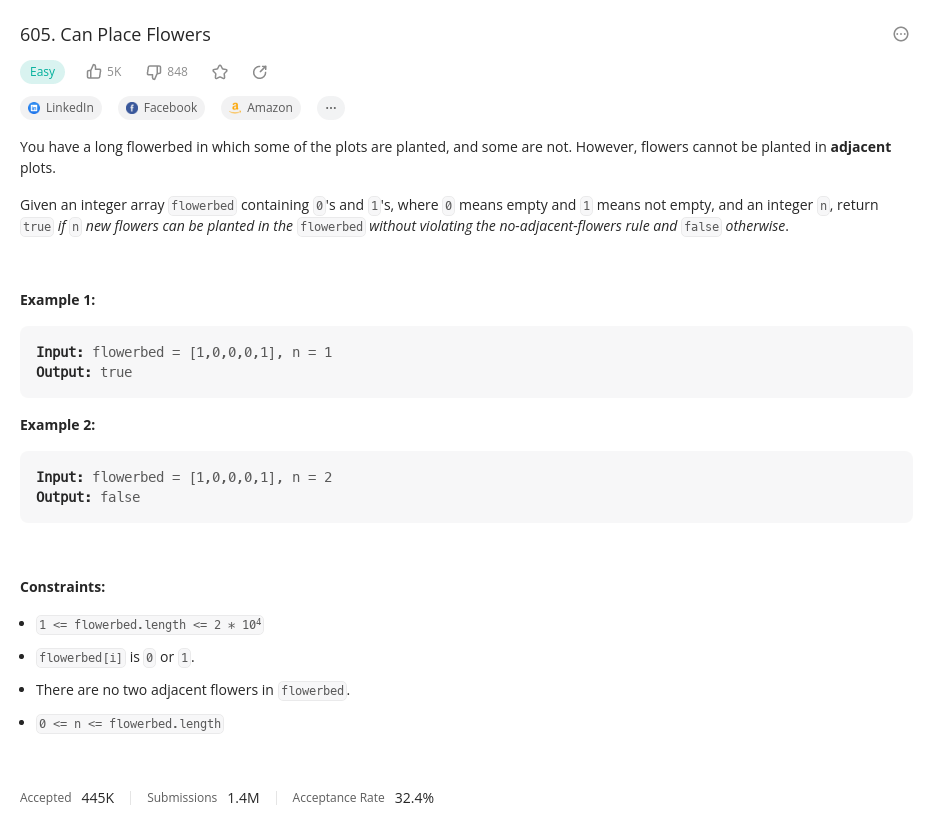 605. Can Place Flowers
Easy 5K 848
LinkedIn Facebook Amazon ...
You have a long flowerbed in which some of the plots are planted, and some are not. However, flowers cannot be planted in adjacent
plots.
Given an integer array flowerbed containing 0's and 1's, where 0 means empty and 1 means not empty, and an integer n, return
true if n new flowers can be planted in the flowerbed without violating the no-adjacent-flowers rule and false otherwise.
Example 1:
Input: flowerbed = [1,0,0,0,1], n = 1
Output: true
Example 2:
Input: flowerbed = [1,0,0,0,1], n = 2
Output: false
Constraints:
1 <= flowerbed.length <= 2 * 10⁴
flowerbed[i] is 0 or 1.
There are no two adjacent flowers in flowerbed.
0 <= n <= flowerbed.length
Accepted 445K Submissions 1.4M Acceptance Rate 32.4%